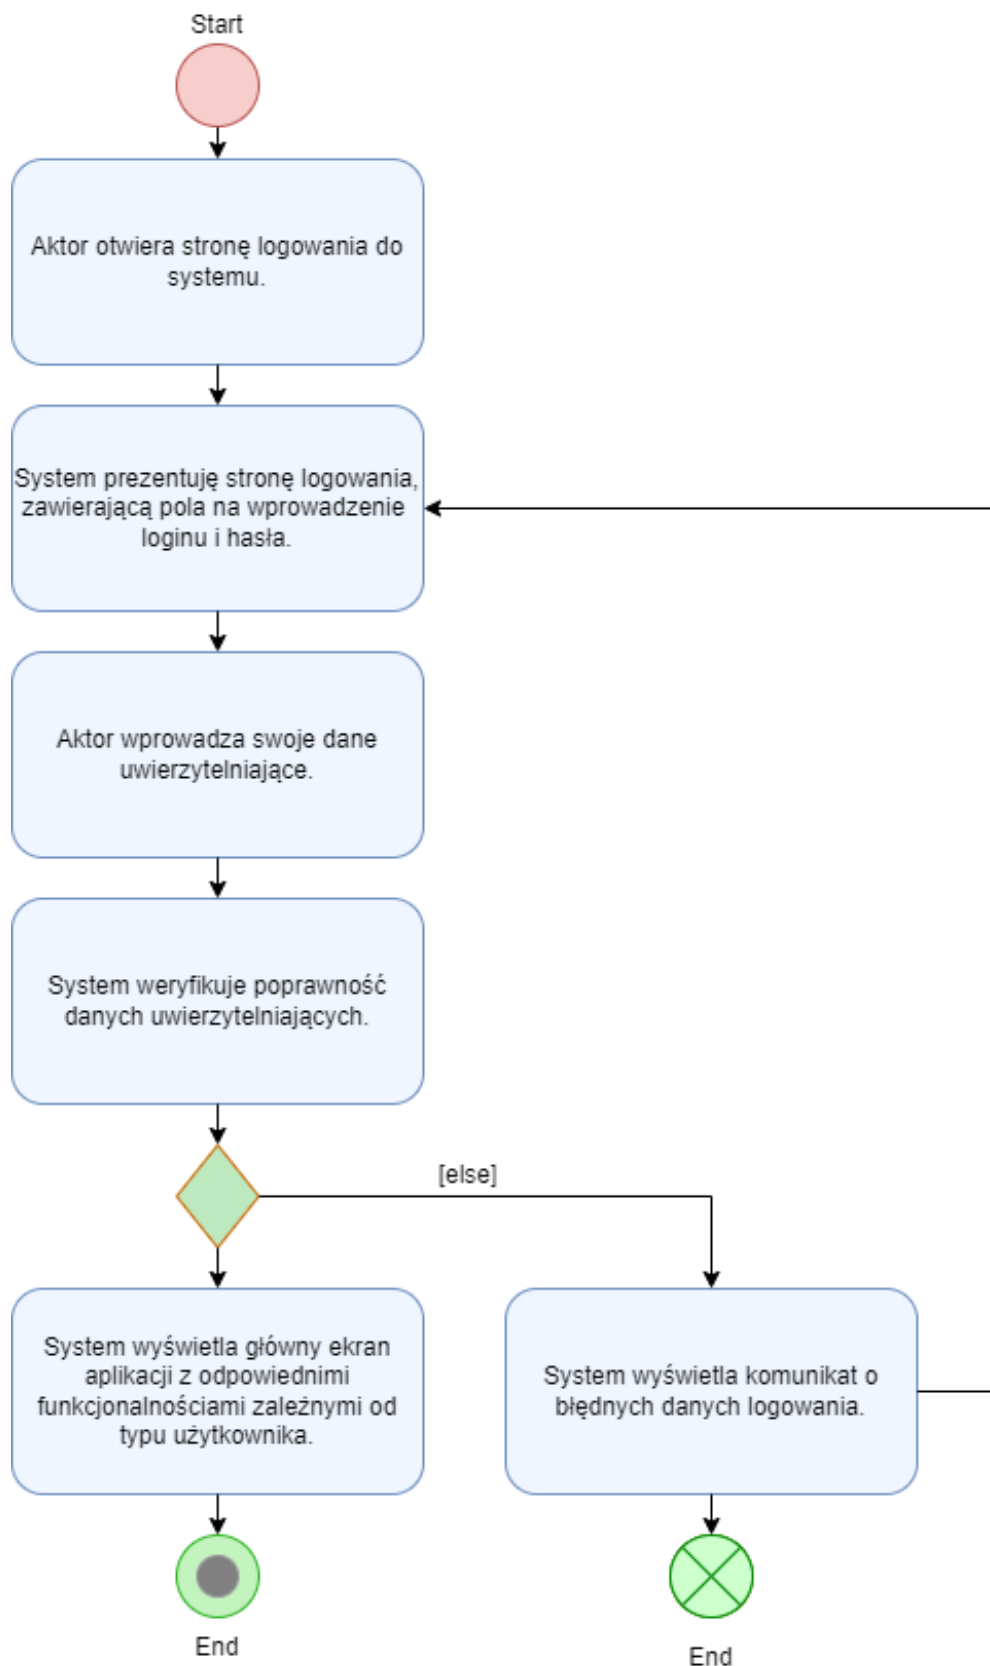 Start
Aktor otwiera stronę logowania do
systemu.
System prezentuję stronę logowania,
zawierającą pola na wprowadzenie
loginu i hasła.
Aktor wprowadza swoje dane
uwierzytelniające.
System weryfikuje poprawność
danych uwierzytelniających.
[else]
System wyświetla główny ekran
aplikacji z odpowiednimi
funkcjonalnościami zależnymi od
typu użytkownika.
System wyświetla komunikat o
błędnych danych logowania.
End
End